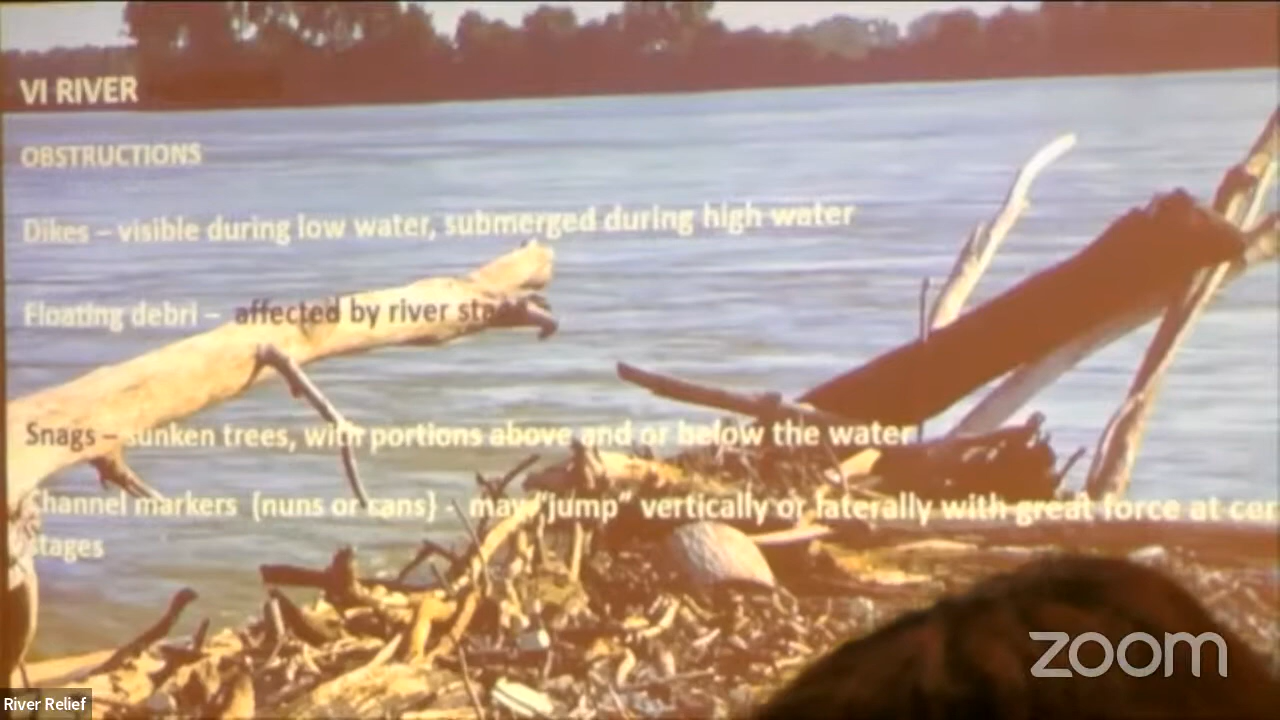 VI RIVER
OBSTRUCTIONS
Dikes – visible during low water, submerged during high water
Floating debri – affected by river
Snags – sunken trees, with portions above and or below the water
Channel markers (nuns or cans) - may "jump" vertically or laterally with great force at
stages
River Relief
zoom